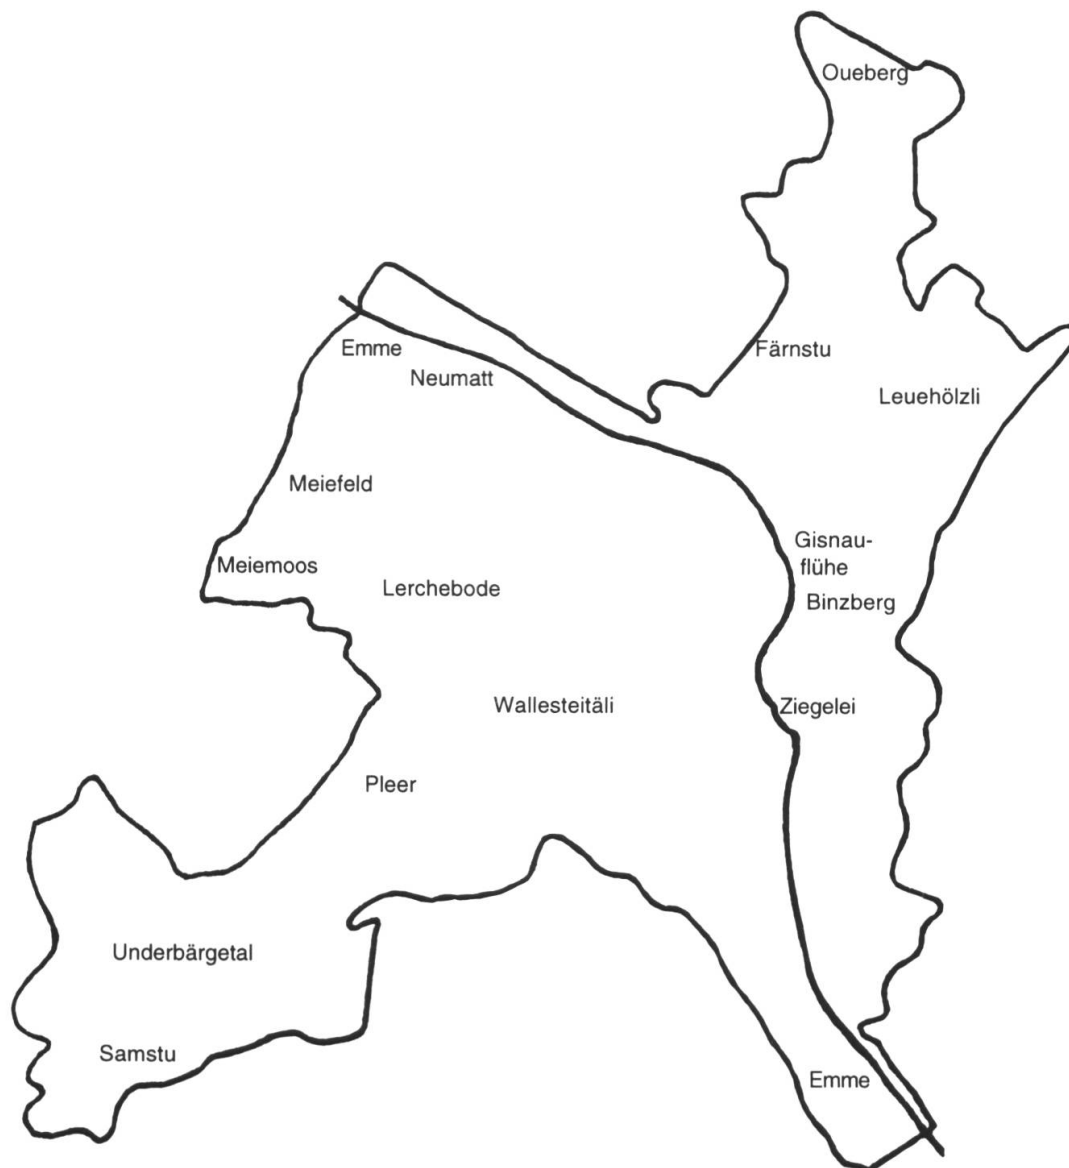 Oueberg
Emme
Färnstu
Neumatt
Leuehölzli
Meiefeld
Gisnau-
flühe
Meiemoos
Lerchebode
Binzberg
Wallesteitäli
Ziegelei
Pleer
Underbärgetal
Samstu
Emme